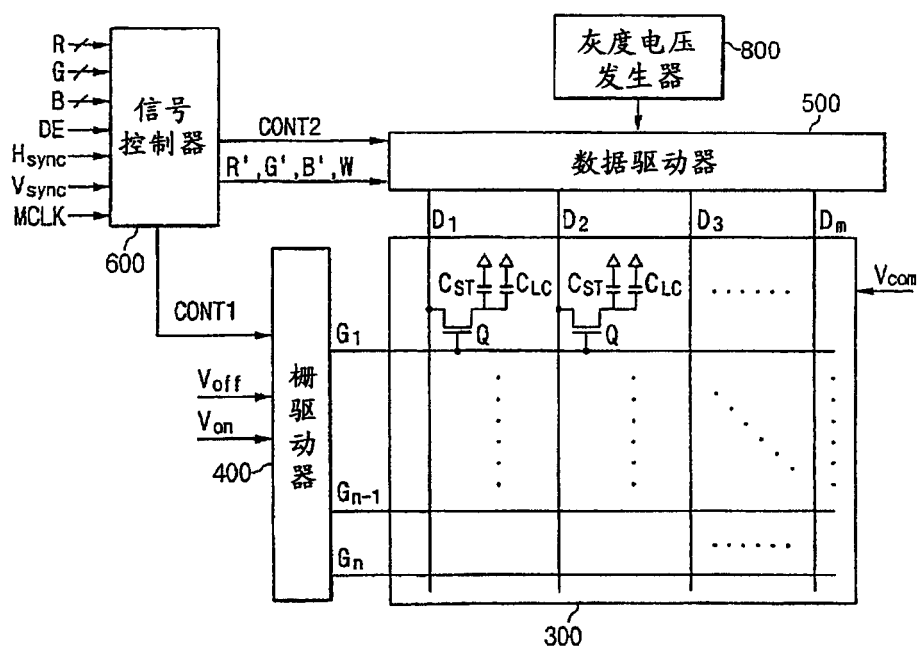 R
G
B
DE
Hsync
Vsync
MCLK
信号
控制器
600
CONT2
R',G',B',W
灰度电压
发生器
800
500
数据驱动器
D1
D2
D3
Dm
CONT1
Voff
Von
400
栅
驱
动
器
G1
Gn-1
Gn
CST
CLC
Q
CST
CLC
Q
Vcom
300